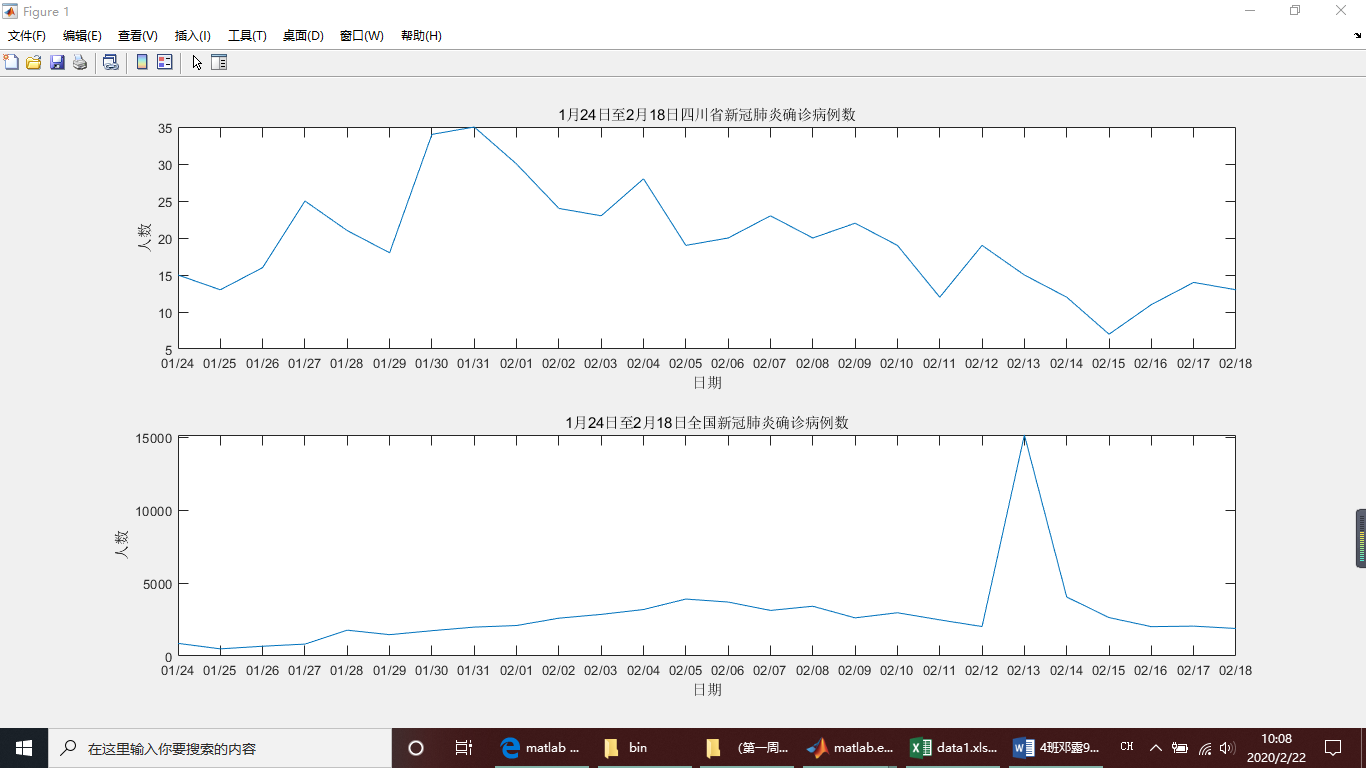 Figure 1
文件(F) 编辑(E) 查看(V) 插入(I) 工具(T) 桌面(D) 窗口(W) 帮助(H)
1月24日至2月18日四川省新冠肺炎确诊病例数
35
30
25
20
15
10
5
人数
01/24 01/25 01/26 01/27 01/28 01/29 01/30 01/31 02/01 02/02 02/03 02/04 02/05 02/06 02/07 02/08 02/09 02/10 02/11 02/12 02/13 02/14 02/15 02/16 02/17 02/18
日期
1月24日至2月18日全国新冠肺炎确诊病例数
15000
10000
5000
0
人数
01/24 01/25 01/26 01/27 01/28 01/29 01/30 01/31 02/01 02/02 02/03 02/04 02/05 02/06 02/07 02/08 02/09 02/10 02/11 02/12 02/13 02/14 02/15 02/16 02/17 02/18
日期
在这里输入你要搜索的内容 matlab ... bin (第一周... matlab.e... data1.xls... 4班邓露9... CH 10:08
2020/2/22